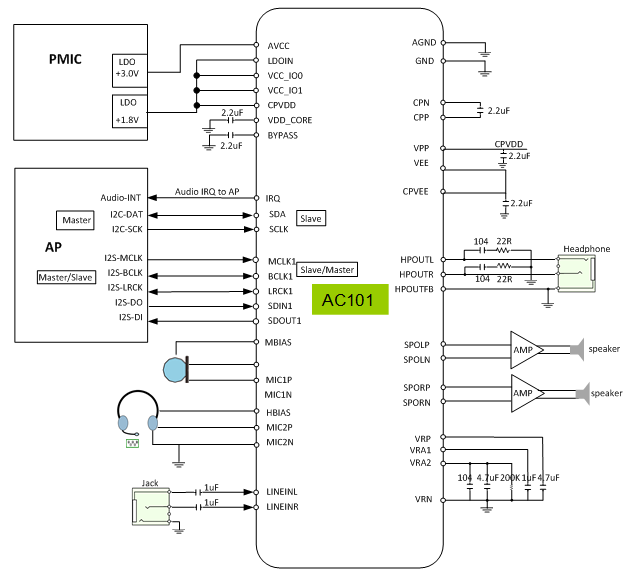 PMIC
LDO
+3.0V
LDO
+1.8V
AVCC
LDOIN
VCC_IO0
VCC_IO1
CPVDD
2.2uF
VDD_CORE
BYPASS
2.2uF
AGND
GND
CPN
CPP
2.2uF
VPP
CPVDD
2.2uF
VEE
CPVEE
2.2uF
AP
Audio-INT
Audio IRQ to AP
IRQ
Master
I2C-DAT
I2C-SCK
SDA
SCLK
Slave
Master/Slave
I2S-MCLK
I2S-BCLK
I2S-LRCK
I2S-DO
I2S-DI
MCLK1
BCLK1
LRCK1
SDIN1
SDOUT1
Slave/Master
AC101
104 22R
104 22R
Headphone
HPOUTL
HPOUTR
HPOUTFB
MBIAS
MIC1P
MIC1N
HBIAS
MIC2P
MIC2N
SPOLP
SPOLN
AMP
speaker
SPORP
SPORN
AMP
speaker
VRP
VRA1
VRA2
104 4.7uF 200K 1uF 4.7uF
VRN
Jack
1uF
1uF
LINEINL
LINEINR